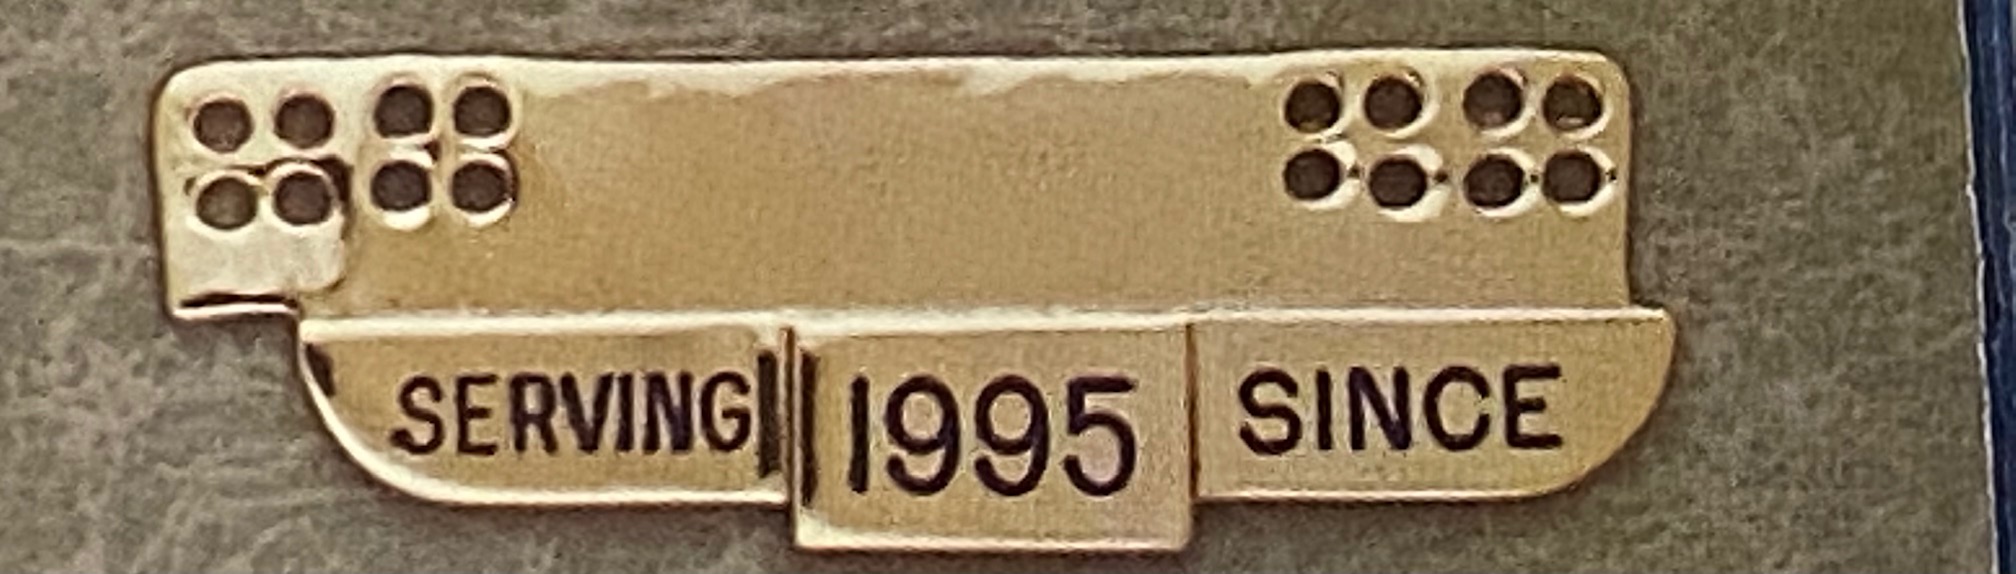 SERVING 1995 SINCE